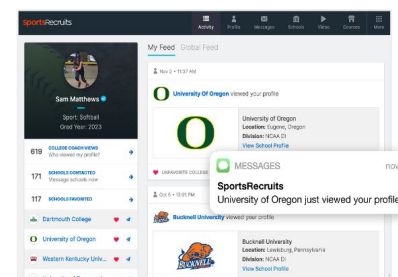 SportsRecruits
Activity
Profile
Messages
Schools
Video
Courses
More
My Feed Global Feed
Sam Matthews
Sport: Softball
Grad Year: 2023
619 COLLEGE COACH VIEWS
Who viewed my profile?
171 SCHOOLS CONTACTED
Message schools now
117 SCHOOLS FAVORITED
Dartmouth College
University of Oregon
Western Kentucky Univ...
Nov 2 • 11:37 AM
University Of Oregon viewed your profile
University of Oregon
Location: Eugene, Oregon
Division: NCAA DI
View School Profile
UNFAVORITE COLLEGE
MESSAGES now
SportsRecruits
University of Oregon just viewed your profile
Oct 5 • 12:01 PM
Bucknell University viewed your profile
BUCKNELL
Bucknell University
Location: Lewisburg, Pennsylvania
Division: NCAA DI
View School Profile